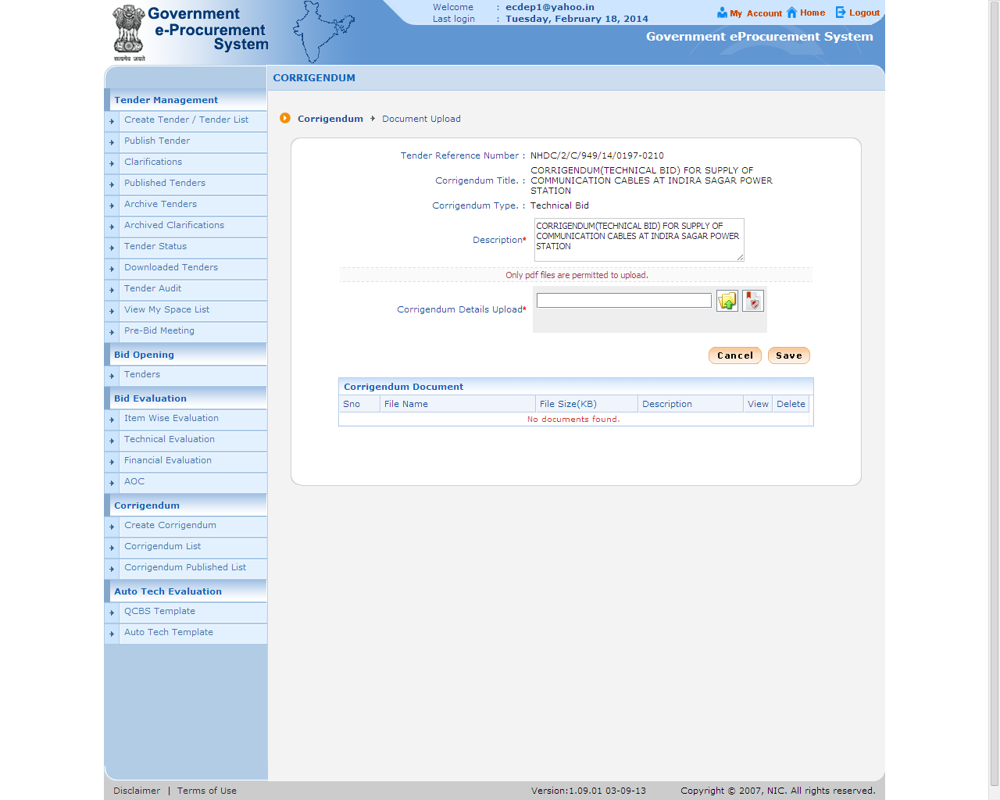 Government
e-Procurement
System
सत्यमेव जयते
Welcome : ecdep1@yahoo.in
Last login : Tuesday, February 18, 2014
My Account Home Logout
Government eProcurement System
CORRIGENDUM
Tender Management
Create Tender / Tender List
Publish Tender
Clarifications
Published Tenders
Archive Tenders
Archived Clarifications
Tender Status
Downloaded Tenders
Tender Audit
View My Space List
Pre-Bid Meeting
Bid Opening
Tenders
Bid Evaluation
Item Wise Evaluation
Technical Evaluation
Financial Evaluation
AOC
Corrigendum
Create Corrigendum
Corrigendum List
Corrigendum Published List
Auto Tech Evaluation
QCBS Template
Auto Tech Template
Corrigendum Document Upload
Tender Reference Number : NHDC/2/C/949/14/0197-0210
Corrigendum Title. : CORRIGENDUM(TECHNICAL BID) FOR SUPPLY OF
COMMUNICATION CABLES AT INDIRA SAGAR POWER
STATION
Corrigendum Type. : Technical Bid
Description* CORRIGENDUM(TECHNICAL BID) FOR SUPPLY OF
COMMUNICATION CABLES AT INDIRA SAGAR POWER
STATION
Only pdf files are permitted to upload.
Corrigendum Details Upload*
Cancel Save
Corrigendum Document
Sno File Name File Size(KB) Description View Delete
No documents found.
Disclaimer | Terms of Use Version:1.09.01 03-09-13 Copyright © 2007, NIC. All rights reserved.